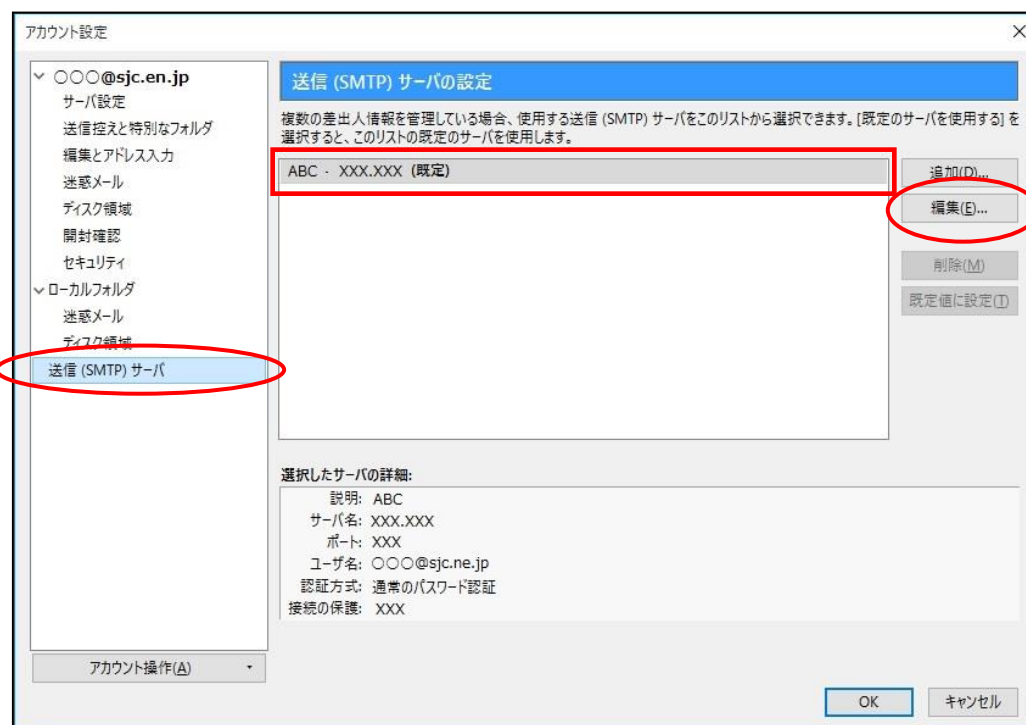 アカウント設定
○○○@sjc.en.jp
サーバ設定
送信控えと特別なフォルダ
編集とアドレス入力
迷惑メール
ディスク領域
開封確認
セキュリティ
ローカルフォルダ
迷惑メール
ディスク領域
送信 (SMTP) サーバ
アカウント操作(A)
送信 (SMTP) サーバの設定
複数の差出人情報を管理している場合、使用する送信 (SMTP) サーバをこのリストから選択できます。[既定のサーバを使用する] を
選択すると、このリストの既定のサーバを使用します。
ABC - XXX.XXX (既定)
追加(D)...
編集(E)...
削除(M)
既定値に設定(T)
選択したサーバの詳細:
説明: ABC
サーバ名: XXX.XXX
ポート: XXX
ユーザ名: ○○○@sjc.ne.jp
認証方式: 通常のパスワード認証
接続の保護: XXX
OK
キャンセル